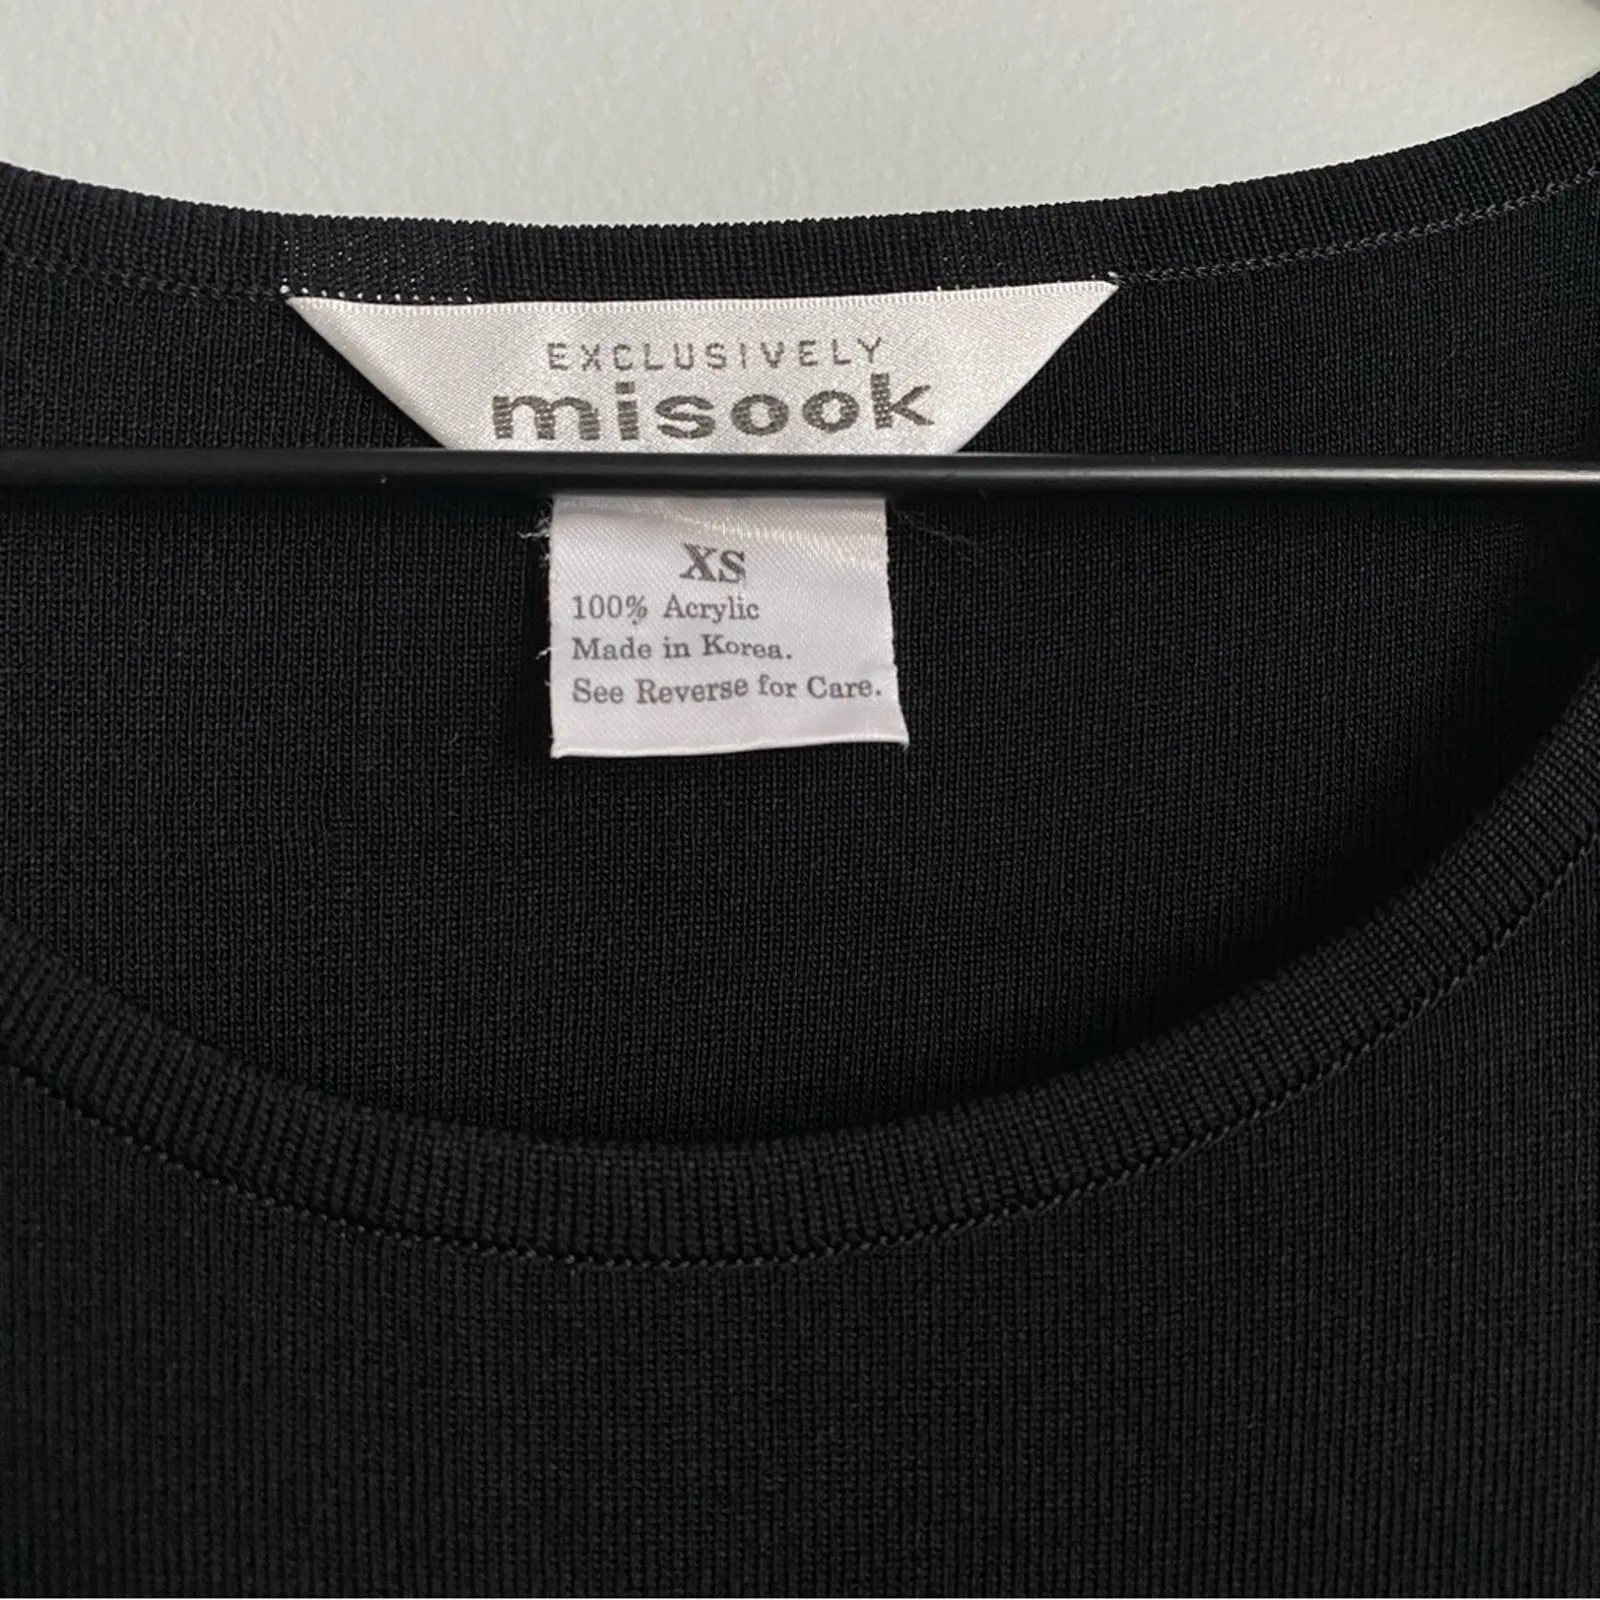 EXCLUSIVELY
misook
XS
100% Acrylic
Made in Korea.
See Reverse for Care.